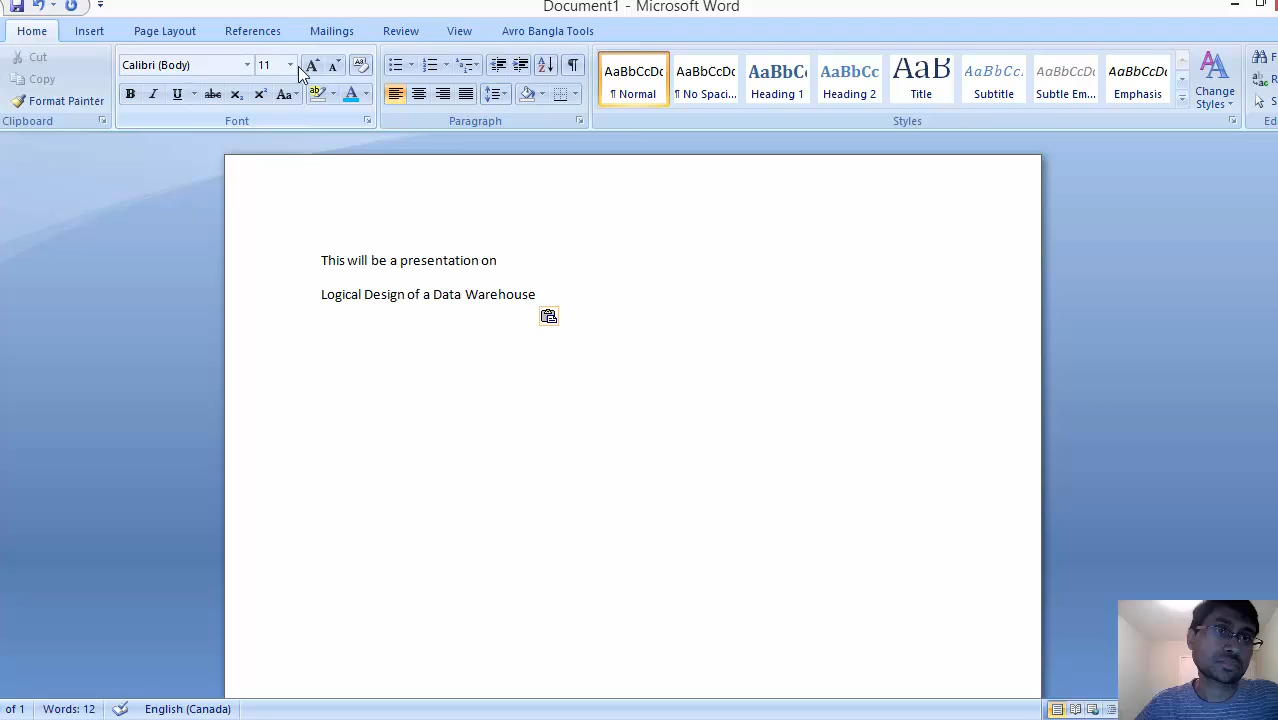 Document1 - Microsoft Word
Home Insert Page Layout References Mailings Review View Avro Bangla Tools
Cut
Copy
Format Painter
Clipboard
Calibri (Body) 11
Font
Paragraph
AaBbCcDc AaBbCcDc AaBbCc AaBbCc AaB AaBbCc. AaBbCcDc AaBbCcDc
¶ Normal ¶ No Spaci... Heading 1 Heading 2 Title Subtitle Subtle Em... Emphasis
Change Styles
Styles
This will be a presentation on
Logical Design of a Data Warehouse
of 1 Words: 12 English (Canada)